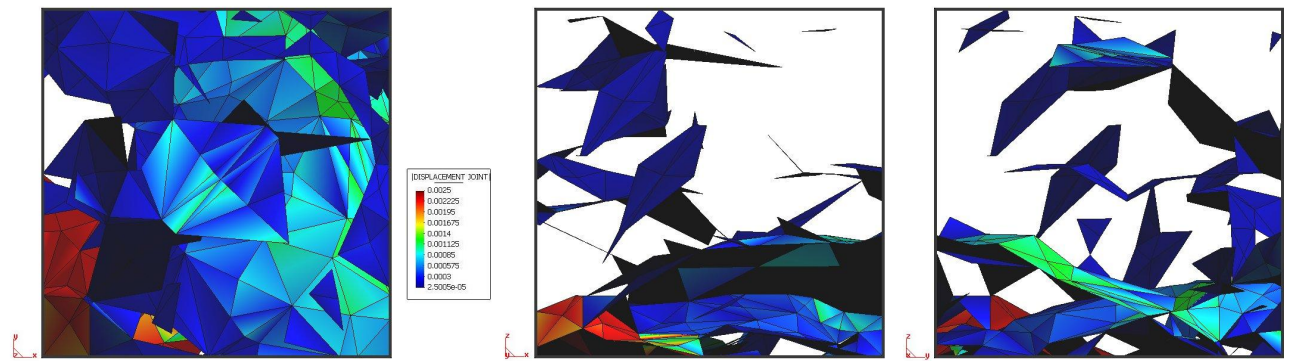 |DISPLACEMENT JOINT|
0.0025
0.002225
0.00195
0.001675
0.0014
0.001125
0.00085
0.000575
0.0003
2.5005e-05
y
z x
z
y x
z
x y